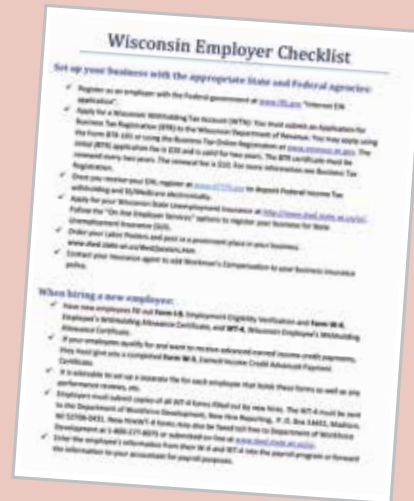 Wisconsin Employer Checklist
Set up your business with the appropriate State and Federal agencies:
✓ Register as an employer with the Federal government at www.irs.gov "Internet EIN
application".
✓ Apply for a Wisconsin Withholding Tax Account (WTN): You must submit an Application for
Business Tax Registration (BTR) to the Wisconsin Department of Revenue. You may apply using
the Form BTR-101 or using the Business Tax Online Registration at The
initial (BTR) application fee is $20 and is valid for two years. The BTR certificate must be
renewed every two years. The renewal fee is $10. For more information see Business Tax
Registration.
✓ Once you receive your EIN, register at to deposit Federal Income Tax
withholding and SS/Medicare electronically.
✓ Apply for your Wisconsin State Unemployment Insurance at
Follow the "On-line Employer Services" options to register your business for State
Unemployment Insurance (SUI).
✓ Order your Labor Posters and post in a prominent place in your business.
✓ Contact your insurance agent to add Workman's Compensation to your business insurance
policy.
When hiring a new employee:
✓ Have new employees fill out Form I-9, Employment Eligibility Verification and Form W-4,
Employee's Withholding Allowance Certificate, and WT-4, Wisconsin Employee's Withholding
Allowance Certificate.
✓ If your employees qualify for and want to receive advanced earned income credit payments,
they must give you a completed Form W-5, Earned Income Credit Advanced Payment
Certificate.
✓ It is advisable to set up a separate file for each employee that holds these forms as well as any
performance reviews, etc.
✓ Employers must submit copies of all WT-4 forms filled out by new hires. The WT-4 must be sent
to the Department of Workforce Development, New Hire Reporting, P. O. Box 14431, Madison,
WI 53708-0431. New hire/WT-4 forms may also be faxed toll free to Department of Workforce
Development at 1-800-277-8075 or submitted on-line at
✓ Enter the employee's information from their W-4 and WT-4 into the payroll program or forward
the information to your accountant for payroll purposes.